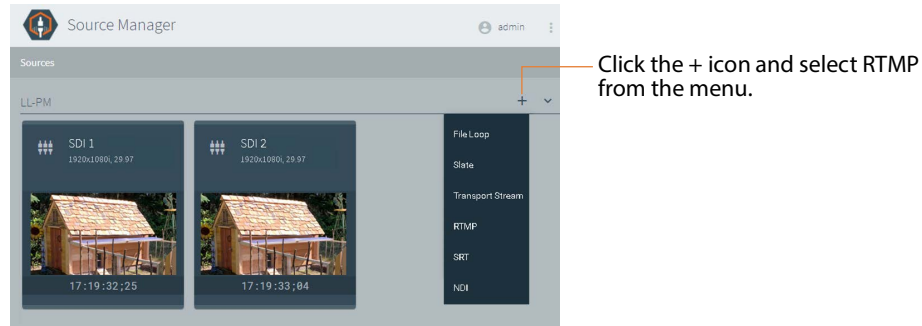 Source Manager
admin
Sources
LL-PM
Click the + icon and select RTMP
from the menu.
SDI 1
1920x1080i, 29.97
17:19:32;25
SDI 2
1920x1080i, 29.97
17:19:33;04
File Loop
Slate
Transport Stream
RTMP
SRT
NDI